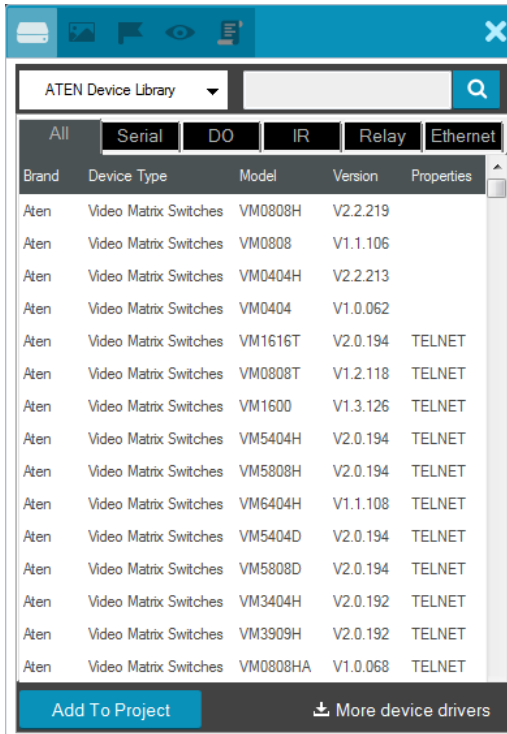 ATEN Device Library
All Serial DO IR Relay Ethernet
Brand Device Type Model Version Properties
Aten Video Matrix Switches VM0808H V2.2.219
Aten Video Matrix Switches VM0808 V1.1.106
Aten Video Matrix Switches VM0404H V2.2.213
Aten Video Matrix Switches VM0404 V1.0.062
Aten Video Matrix Switches VM1616T V2.0.194 TELNET
Aten Video Matrix Switches VM0808T V1.2.118 TELNET
Aten Video Matrix Switches VM1600 V1.3.126 TELNET
Aten Video Matrix Switches VM5404H V2.0.194 TELNET
Aten Video Matrix Switches VM5808H V2.0.194 TELNET
Aten Video Matrix Switches VM6404H V1.1.108 TELNET
Aten Video Matrix Switches VM5404D V2.0.194 TELNET
Aten Video Matrix Switches VM5808D V2.0.194 TELNET
Aten Video Matrix Switches VM3404H V2.0.192 TELNET
Aten Video Matrix Switches VM3909H V2.0.192 TELNET
Aten Video Matrix Switches VM0808HA V1.0.068 TELNET
Add To Project More device drivers